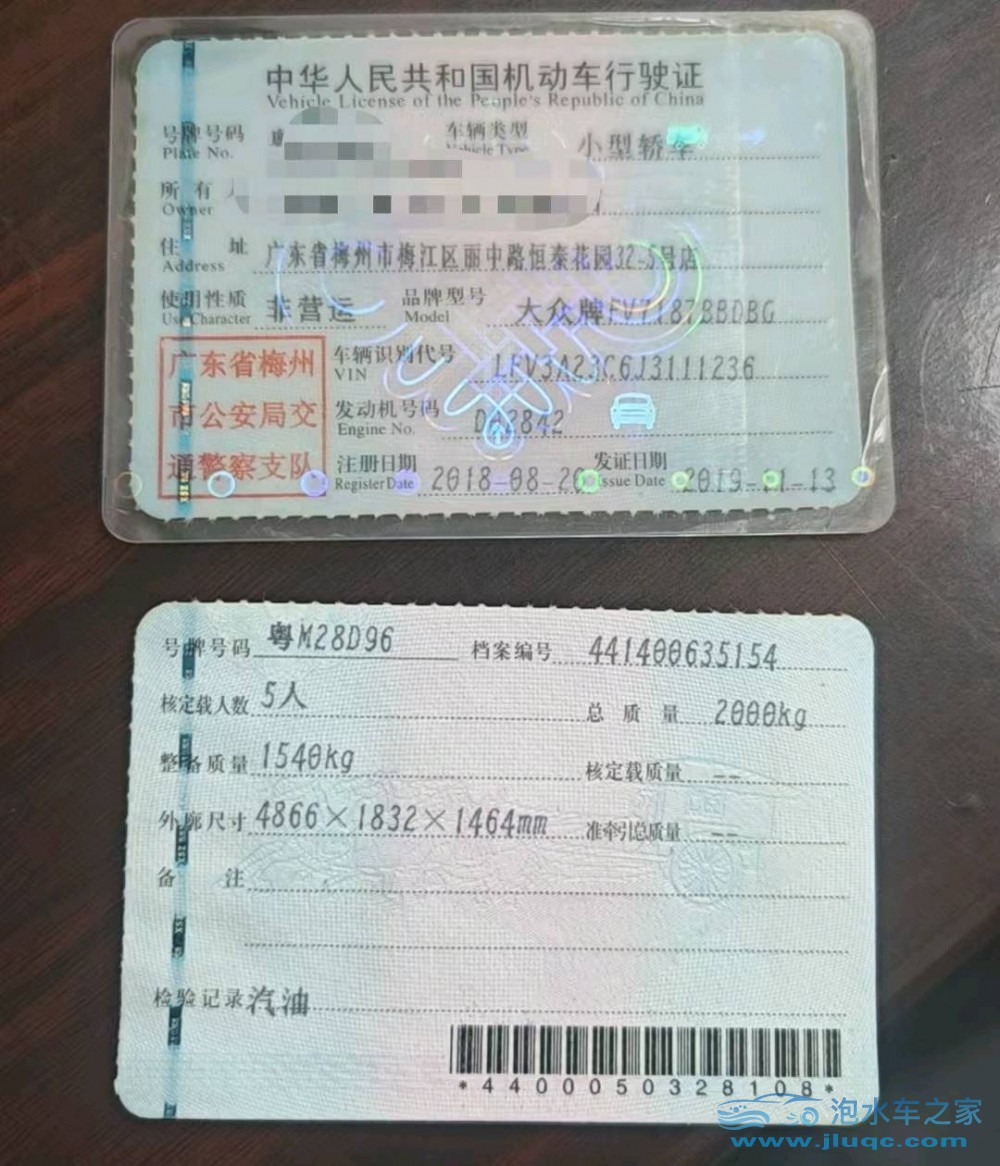 中华人民共和国机动车行驶证
Vehicle License of the People's Republic of China
号牌号码 车辆类型 小型轿车
Plate No. Vehicle Type
所有人
Owner
住址 广东省梅州市梅江区丽中路恒泰花园32-5号店
Address
使用性质 非营运 品牌型号 大众牌FV7187BBDBG
Use Character Model
广东省梅州
市公安局交
通警察支队
车辆识别代号 LFV3A23C6J3111236
VIN
发动机号码
Engine No.
注册日期 2018-08-20 发证日期 2019-11-13
Register Date Issue Date
号牌号码 粤M28D96 档案编号 441400635154
核定载人数 5人 总质量 2000kg
整备质量 1540kg 核定载质量 --
外廓尺寸 4866×1832×1464mm 准牵引总质量 --
备注
检验记录 汽油
*4400050328108*
泡水车之家
www.jluqc.com